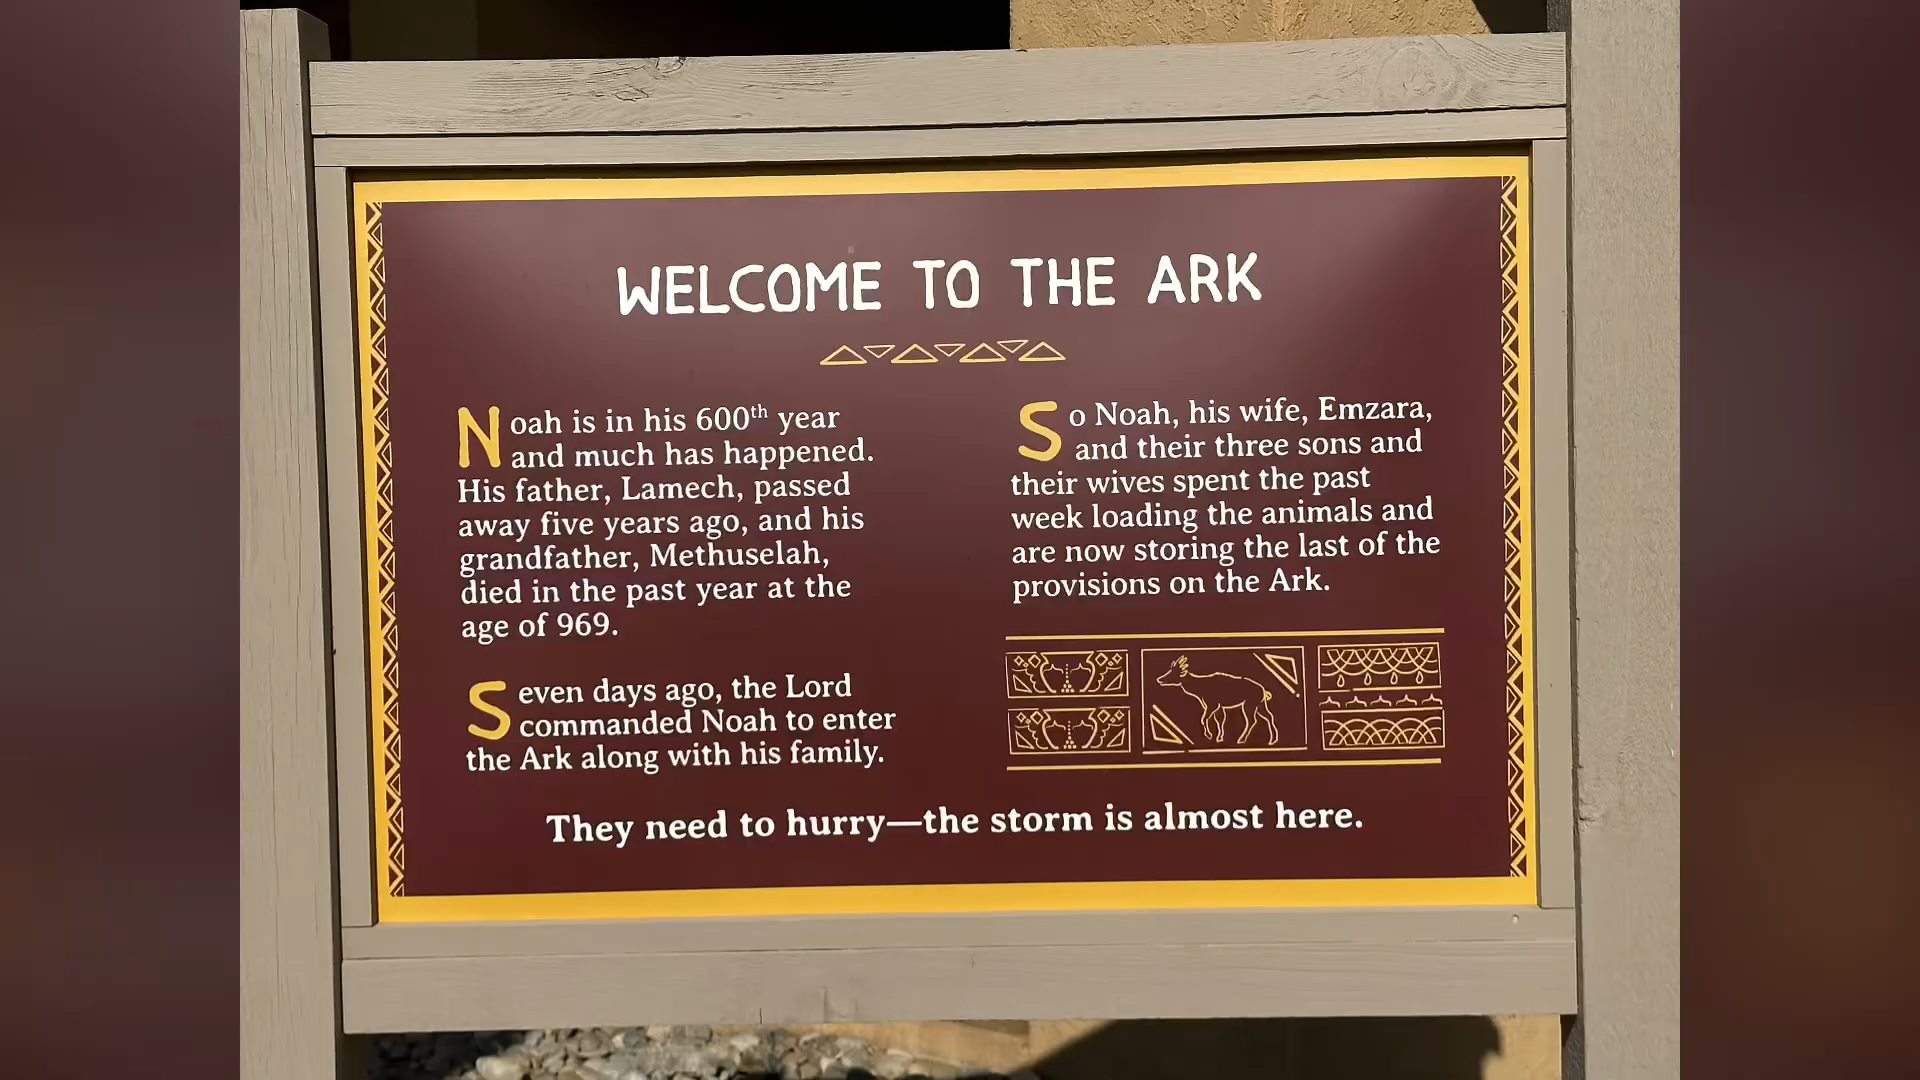 WELCOME TO THE ARK
Noah is in his 600th year
and much has happened.
His father, Lamech, passed
away five years ago, and his
grandfather, Methuselah,
died in the past year at the
age of 969.
Seven days ago, the Lord
commanded Noah to enter
the Ark along with his family.
So Noah, his wife, Emzara,
and their three sons and
their wives spent the past
week loading the animals and
are now storing the last of the
provisions on the Ark.
They need to hurry—the storm is almost here.